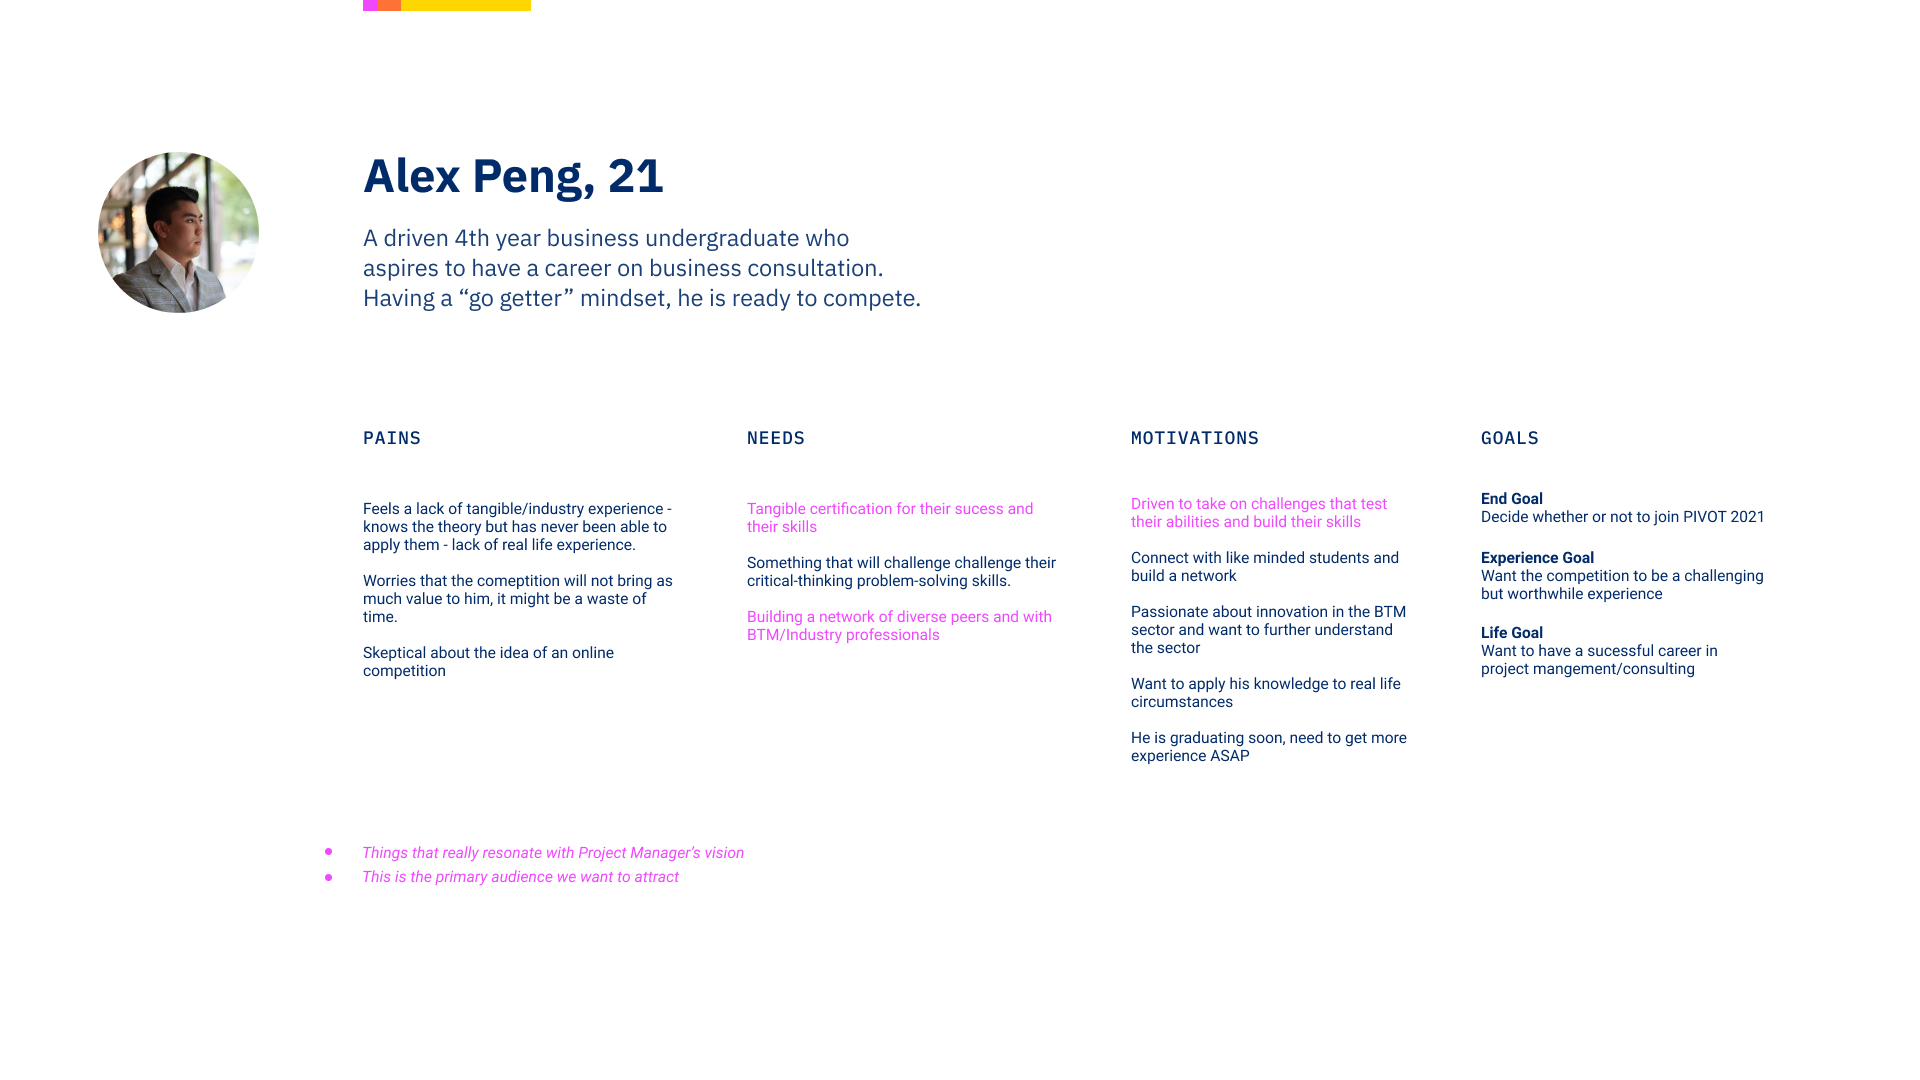 Alex Peng, 21
A driven 4th year business undergraduate who
aspires to have a career on business consultation.
Having a “go getter” mindset, he is ready to compete.
PAINS
Feels a lack of tangible/industry experience -
knows the theory but has never been able to
apply them - lack of real life experience.
Worries that the comeptition will not bring as
much value to him, it might be a waste of
time.
Skeptical about the idea of an online
competition
NEEDS
Tangible certification for their sucess and
their skills
Something that will challenge challenge their
critical-thinking problem-solving skills.
Building a network of diverse peers and with
BTM/Industry professionals
MOTIVATIONS
Driven to take on challenges that test
their abilities and build their skills
Connect with like minded students and
build a network
Passionate about innovation in the BTM
sector and want to further understand
the sector
Want to apply his knowledge to real life
circumstances
He is graduating soon, need to get more
experience ASAP
GOALS
End Goal
Decide whether or not to join PIVOT 2021
Experience Goal
Want the competition to be a challenging
but worthwhile experience
Life Goal
Want to have a sucessful career in
project mangement/consulting
• Things that really resonate with Project Manager’s vision
• This is the primary audience we want to attract